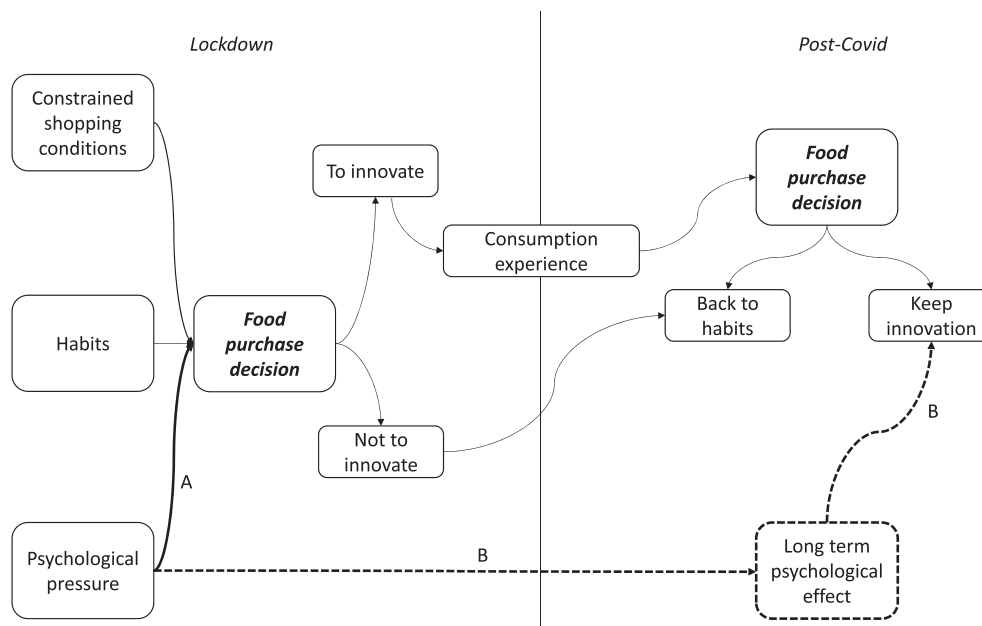 Lockdown
Post-Covid
Constrained
shopping
conditions
To innovate
Food
purchase
decision
Consumption
experience
Back to
habits
Keep
innovation
Habits
Food
purchase
decision
Not to
innovate
A
B
Psychological
pressure
B
Long term
psychological
effect